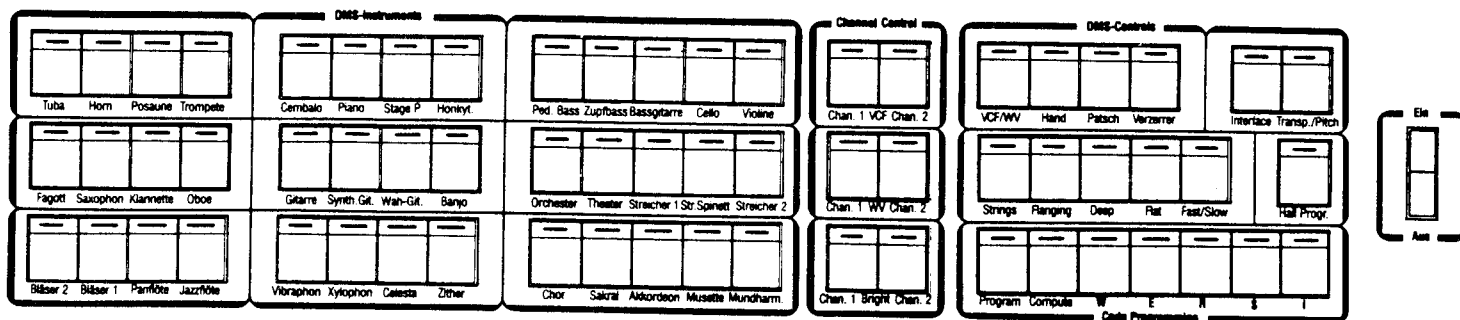 DMS-Instruments
Channel Control
DMS-Controls
Tuba Horn Posaune Trompete
Cembalo Piano Stage P Honkyt.
Ped. Bass Zupfbass Bassgitarre Cello Violine
Chan. 1 VCF Chan. 2
VCF/WV Hand Patsch Verzerrer
Interface Transp./Pitch
Ein
Fagott Saxophon Klarinette Oboe
Gitarre Synth.Git. Wah-Git. Banjo
Orchester Theater Streicher 1 Str.Spinett Streicher 2
Chan. 1 WV Chan. 2
Strings Flanging Deep Flat Fast/Slow
Hall Progr.
Aus
Bläser 2 Bläser 1 Panflöte Jazzflöte
Vibraphon Xylophon Celesta Zither
Chor Sakral Akkordeon Musette Mundharm.
Chan. 1 Bright Chan. 2
Program Compute W E R S I
Code Programming